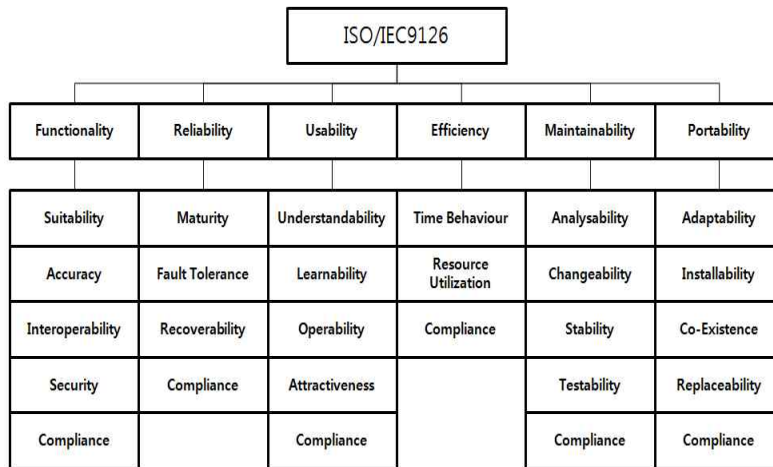 ISO/IEC9126
Functionality Reliability Usability Efficiency Maintainability Portability
Suitability Maturity Understandability Time Behaviour Analysability Adaptability
Accuracy Fault Tolerance Learnability Resource Utilization Changeability Installability
Interoperability Recoverability Operability Compliance Stability Co-Existence
Security Compliance Attractiveness Testability Replaceability
Compliance Compliance Compliance Compliance